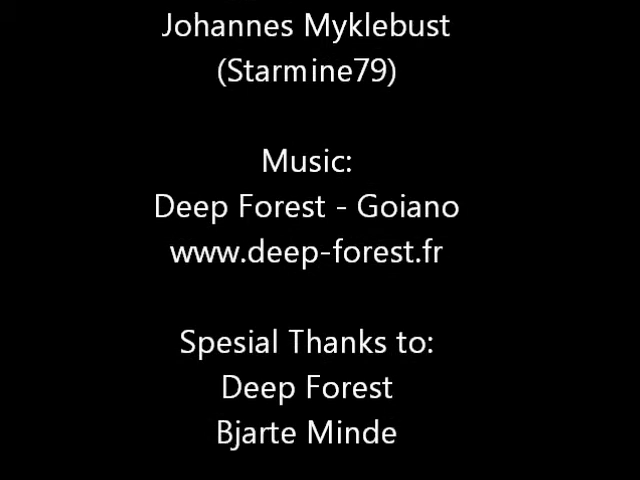 Johannes Myklebust
(Starmine79)
Music:
Deep Forest - Goiano
www.deep-forest.fr
Spesial Thanks to:
Deep Forest
Bjarte Minde